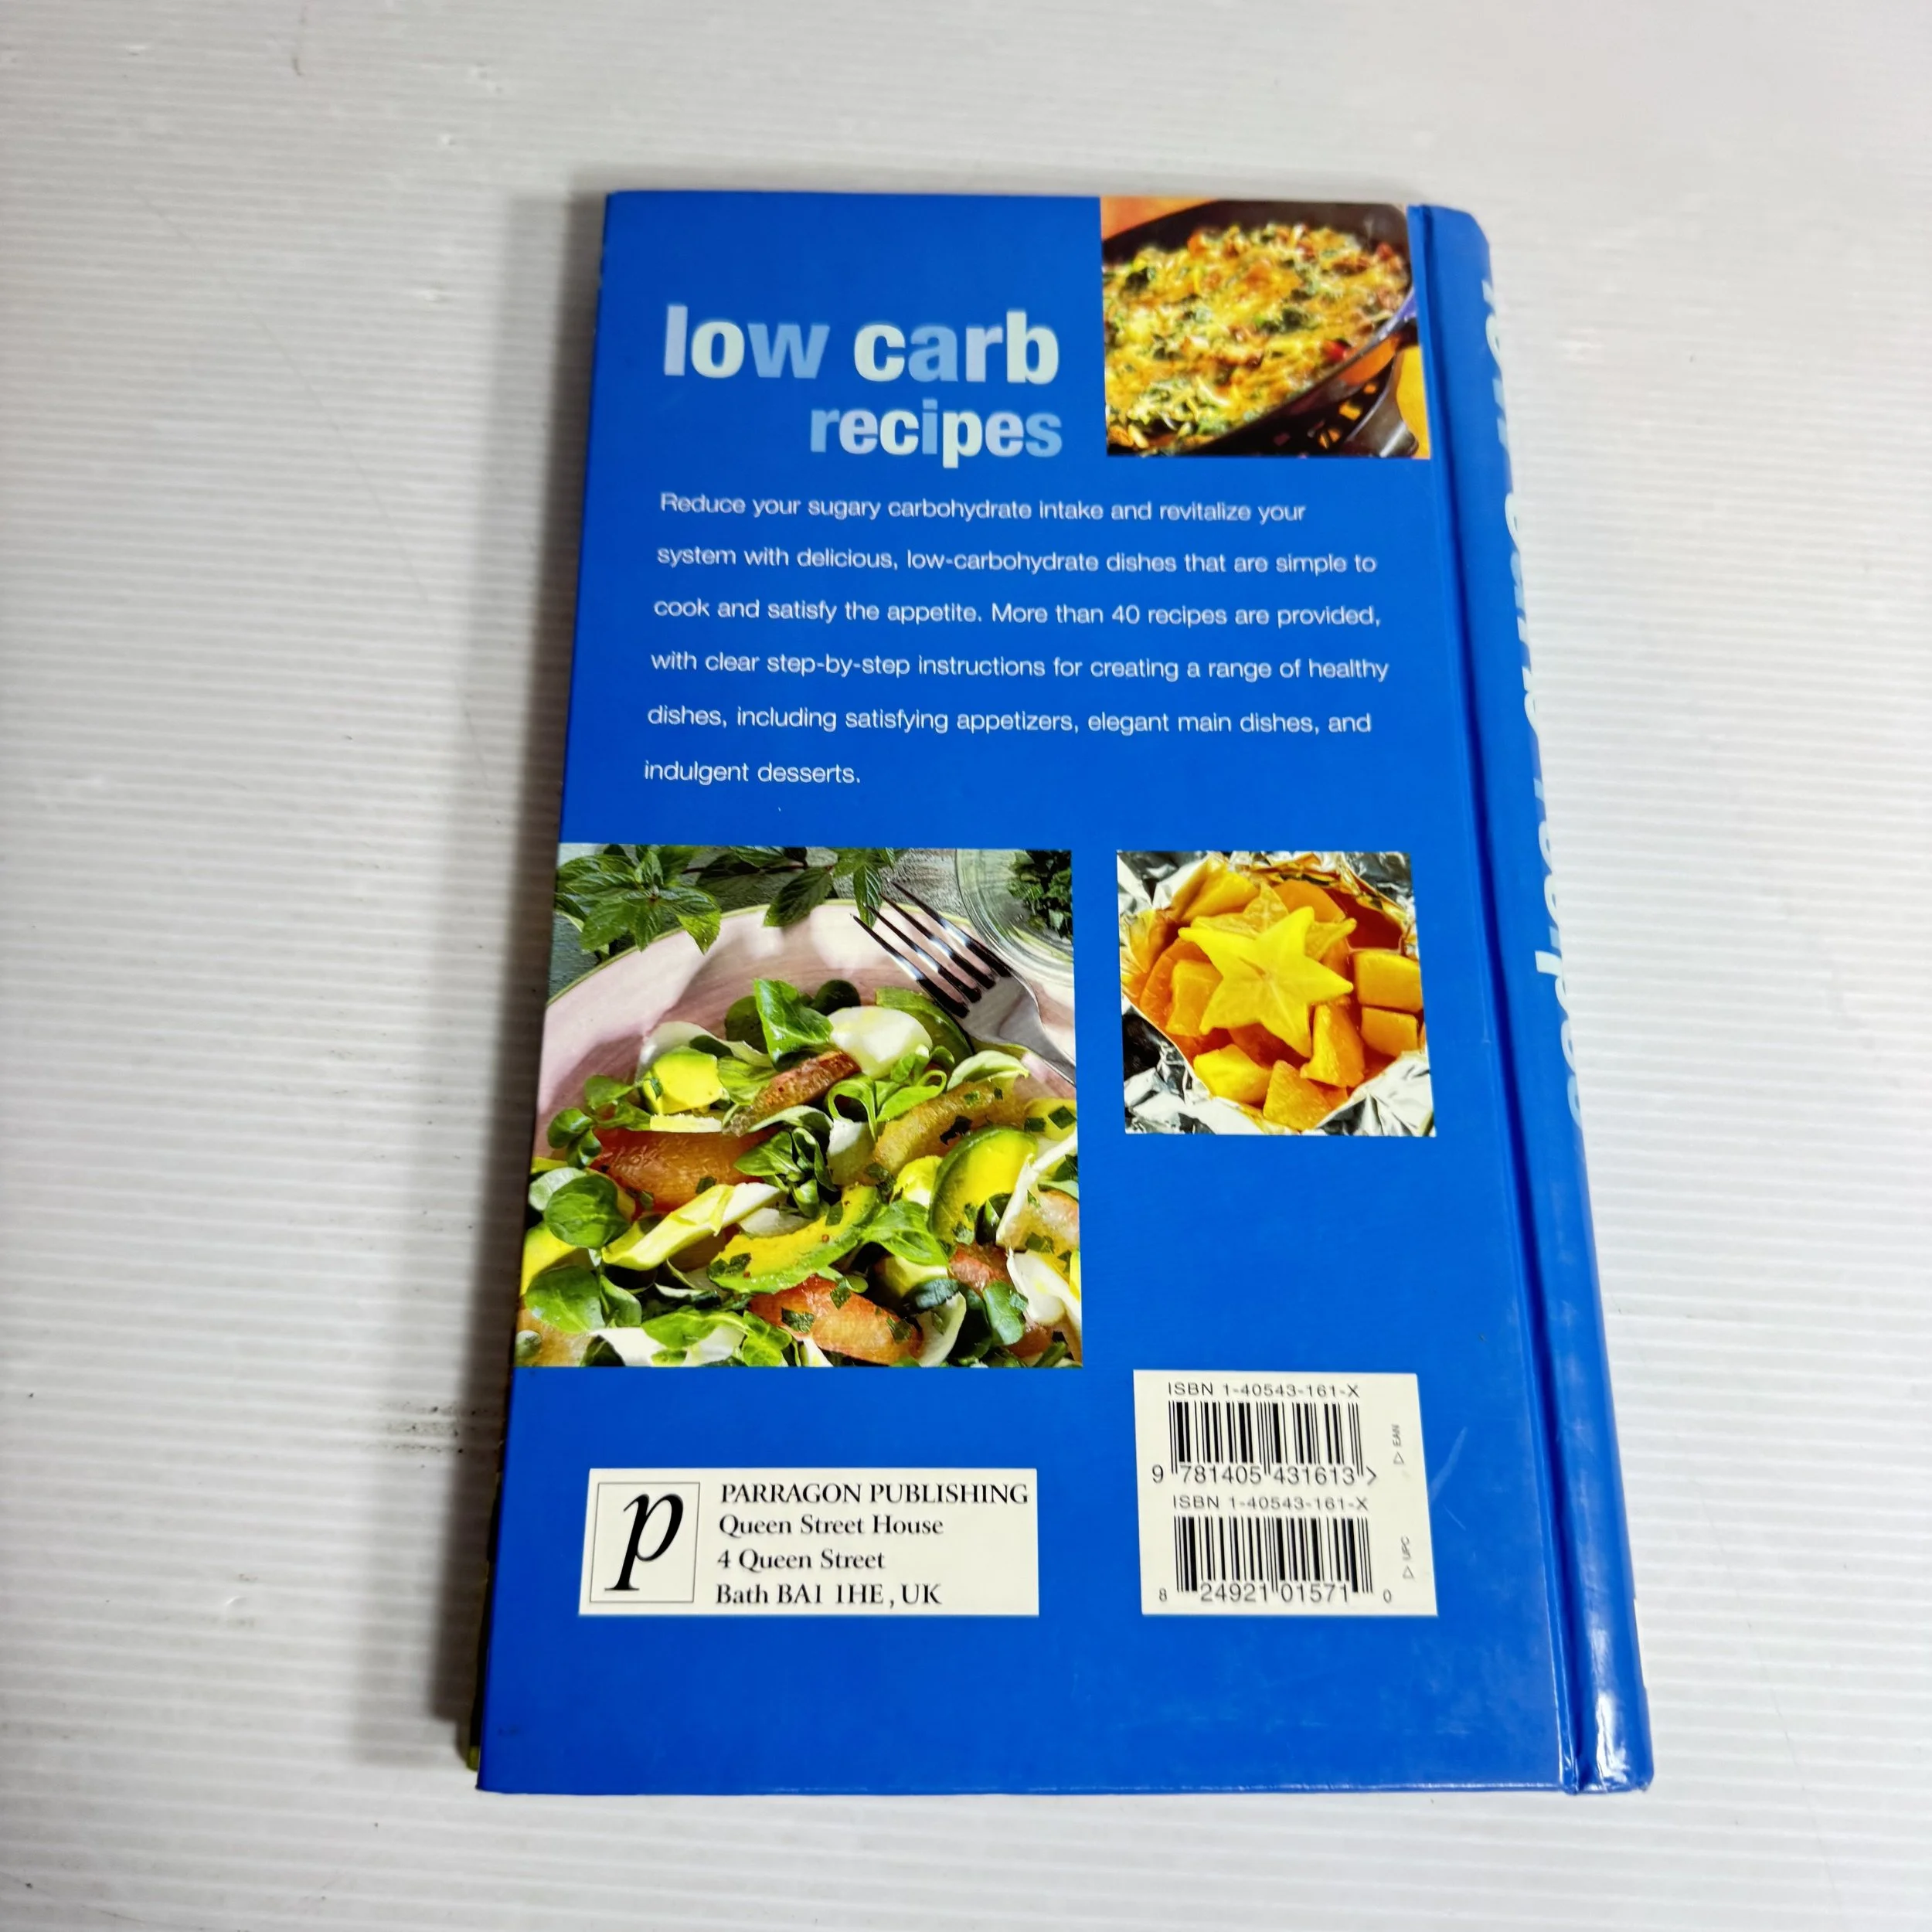 low carb
recipes
Reduce your sugary carbohydrate intake and revitalize your
system with delicious, low-carbohydrate dishes that are simple to
cook and satisfy the appetite. More than 40 recipes are provided,
with clear step-by-step instructions for creating a range of healthy
dishes, including satisfying appetizers, elegant main dishes, and
indulgent desserts.
p
PARRAGON PUBLISHING
Queen Street House
4 Queen Street
Bath BA1 1HE, UK
ISBN 1-40543-161-X
9 781405 431613 >
EAN
ISBN 1-40543-161-X
8 24921 01571 0
UPC